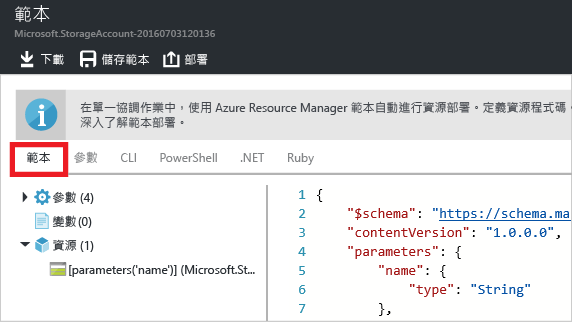 範本
Microsoft.StorageAccount-20160703120136
下載 儲存範本 部署
在單一協調作業中，使用 Azure Resource Manager 範本自動進行資源部署。定義資源程式碼。
深入了解範本部署。
範本 參數 CLI PowerShell .NET Ruby
參數 (4)
變數(0)
資源 (1)
[parameters('name')] (Microsoft.St...
1 {
2 "$schema": "https://schema.ma
3 "contentVersion": "1.0.0.0",
4 "parameters": {
5 "name": {
6 "type": "String"
7 },